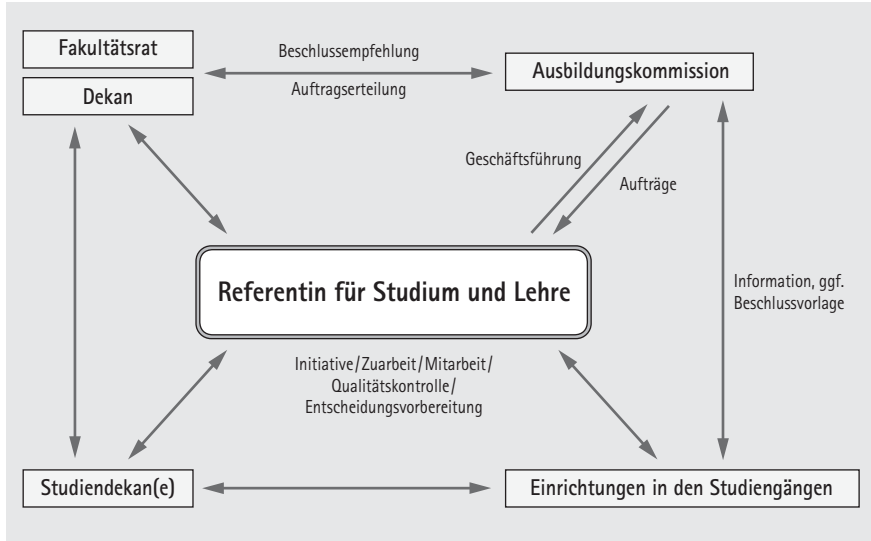 Fakultätsrat
Dekan
Beschlussempfehlung
Auftragserteilung
Ausbildungskommission
Geschäftsführung
Aufträge
Referentin für Studium und Lehre
Information, ggf.
Beschlussvorlage
Initiative/Zuarbeit/Mitarbeit/
Qualitätskontrolle/
Entscheidungsvorbereitung
Studiendekan(e)
Einrichtungen in den Studiengängen